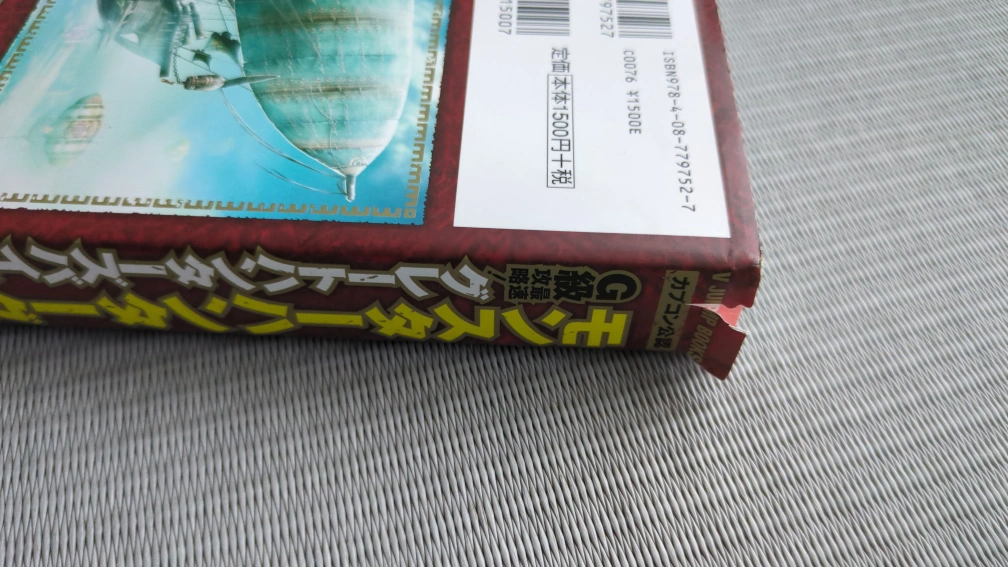 ISBN978-4-08-779752-7
C0076 ¥1500E
定価 本体1500円+税
97527
15007
V JUMP BOOKS
カプコン公認
モンスターハンター
G級最速攻略!
グレートハンターズバイ